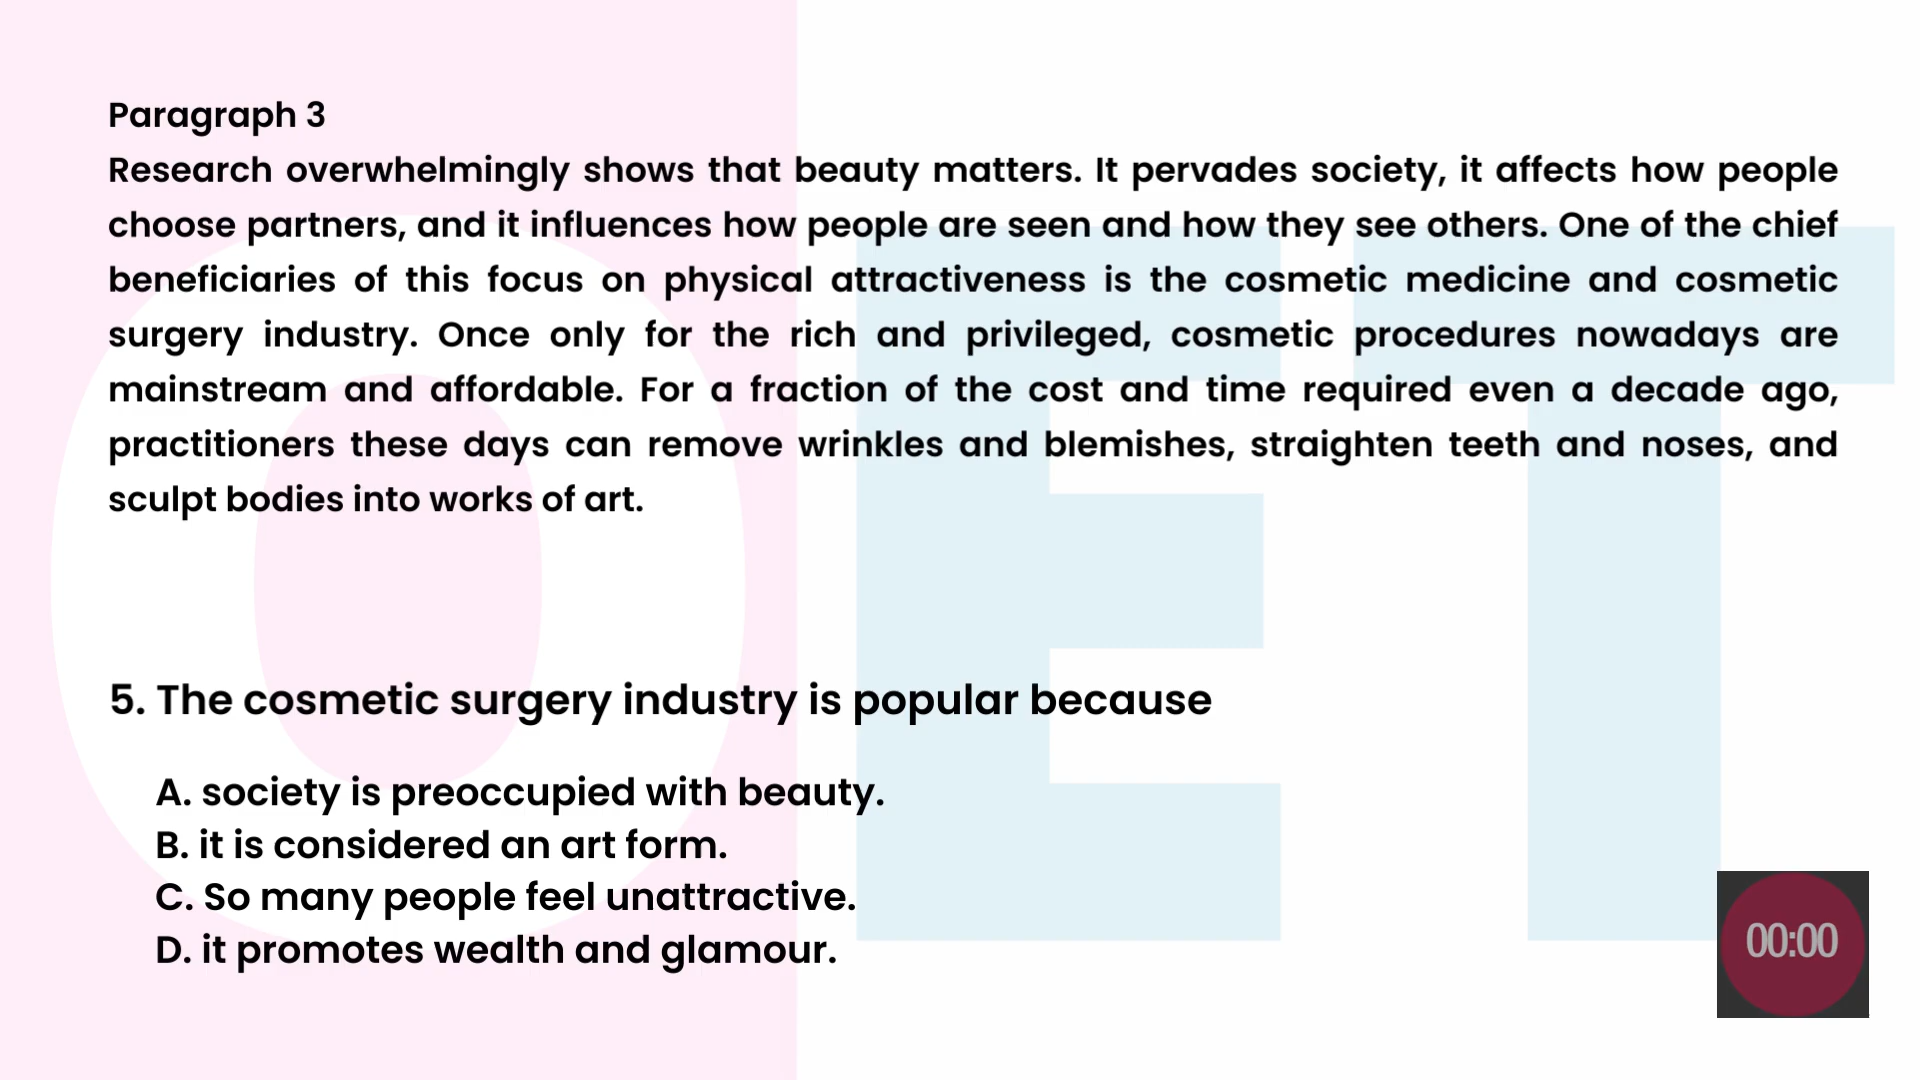 Paragraph 3
Research overwhelmingly shows that beauty matters. It pervades society, it affects how people
choose partners, and it influences how people are seen and how they see others. One of the chief
beneficiaries of this focus on physical attractiveness is the cosmetic medicine and cosmetic
surgery industry. Once only for the rich and privileged, cosmetic procedures nowadays are
mainstream and affordable. For a fraction of the cost and time required even a decade ago,
practitioners these days can remove wrinkles and blemishes, straighten teeth and noses, and
sculpt bodies into works of art.
5. The cosmetic surgery industry is popular because
A. society is preoccupied with beauty.
B. it is considered an art form.
C. So many people feel unattractive.
D. it promotes wealth and glamour.
00:00
OET